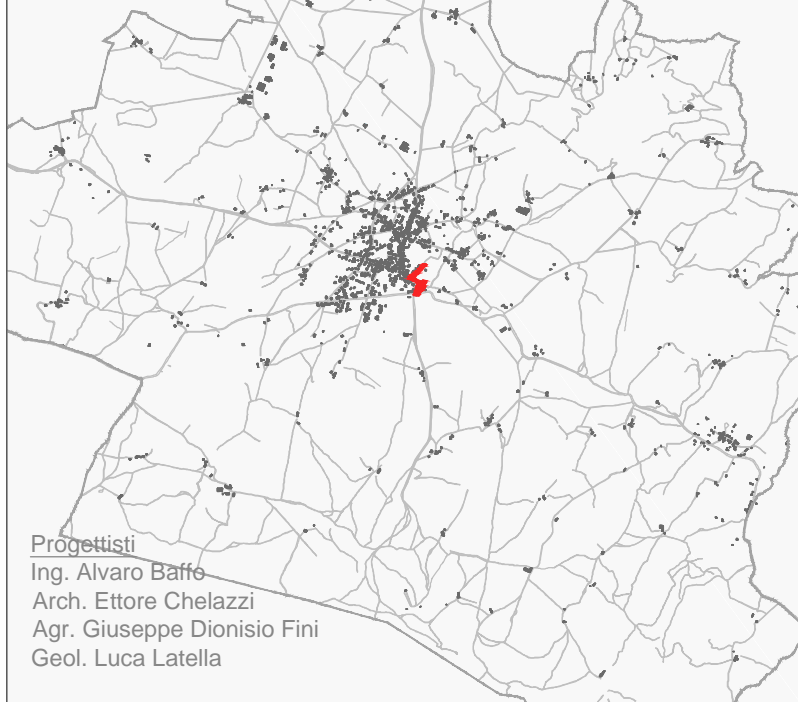 Progettisti
Ing. Alvaro Baffo
Arch. Ettore Chelazzi
Agr. Giuseppe Dionisio Fini
Geol. Luca Latella